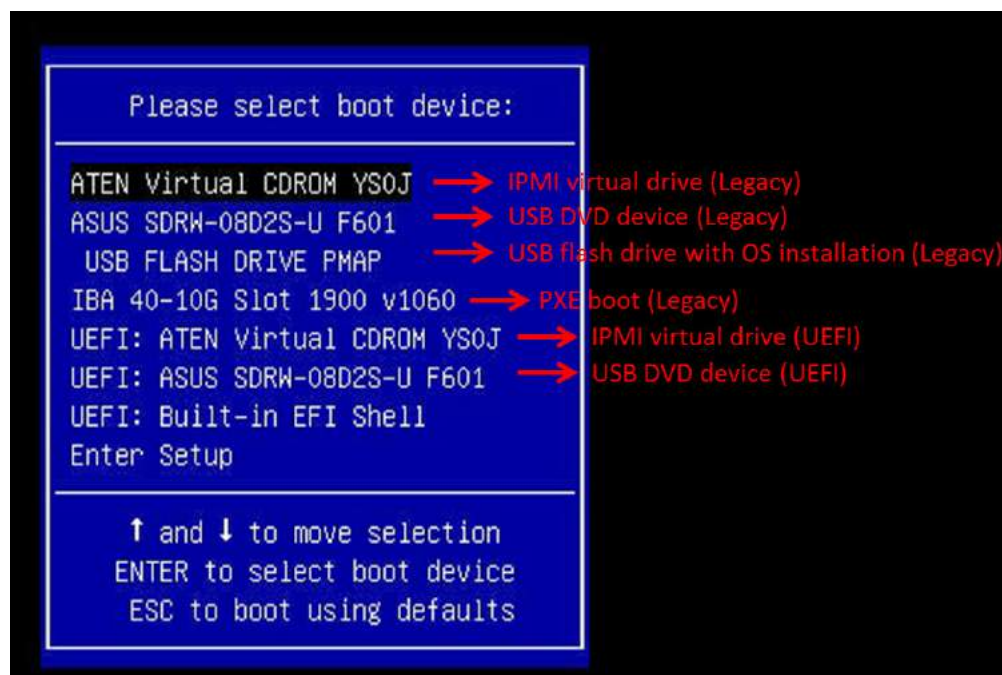 Please select boot device:
ATEN Virtual CDROM YS0J → IPMI virtual drive (Legacy)
ASUS SDRW-08D2S-U F601 → USB DVD device (Legacy)
USB FLASH DRIVE PMAP → USB flash drive with OS installation (Legacy)
IBA 40-10G Slot 1900 v1060 → PXE boot (Legacy)
UEFI: ATEN Virtual CDROM YS0J → IPMI virtual drive (UEFI)
UEFI: ASUS SDRW-08D2S-U F601 → USB DVD device (UEFI)
UEFI: Built-in EFI Shell
Enter Setup
↑ and ↓ to move selection
ENTER to select boot device
ESC to boot using defaults